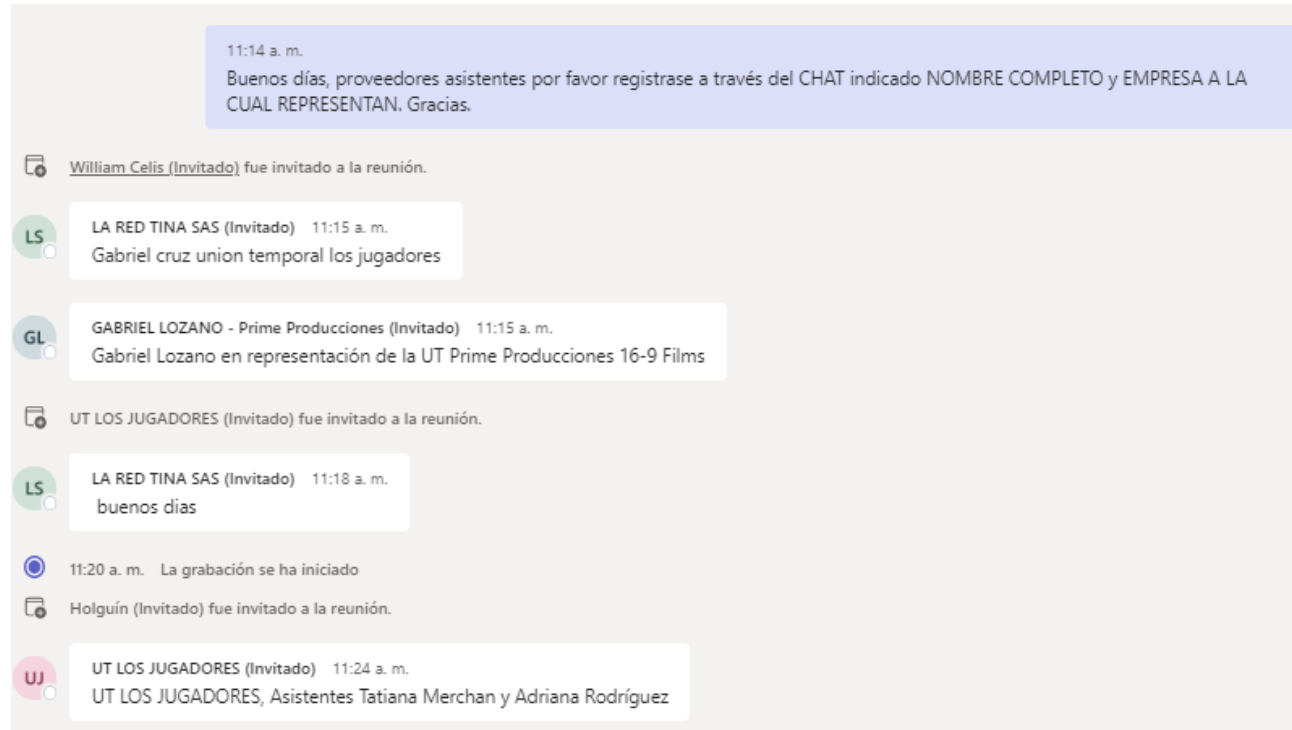 11:14 a. m.
Buenos días, proveedores asistentes por favor registrase a través del CHAT indicado NOMBRE COMPLETO y EMPRESA A LA
CUAL REPRESENTAN. Gracias.
William Celis (Invitado) fue invitado a la reunión.
LS
LA RED TINA SAS (Invitado) 11:15 a. m.
Gabriel cruz union temporal los jugadores
GL
GABRIEL LOZANO - Prime Producciones (Invitado) 11:15 a. m.
Gabriel Lozano en representación de la UT Prime Producciones 16-9 Films
UT LOS JUGADORES (Invitado) fue invitado a la reunión.
LS
LA RED TINA SAS (Invitado) 11:18 a. m.
buenos dias
11:20 a. m. La grabación se ha iniciado
Holguín (Invitado) fue invitado a la reunión.
UJ
UT LOS JUGADORES (Invitado) 11:24 a. m.
UT LOS JUGADORES, Asistentes Tatiana Merchan y Adriana Rodríguez